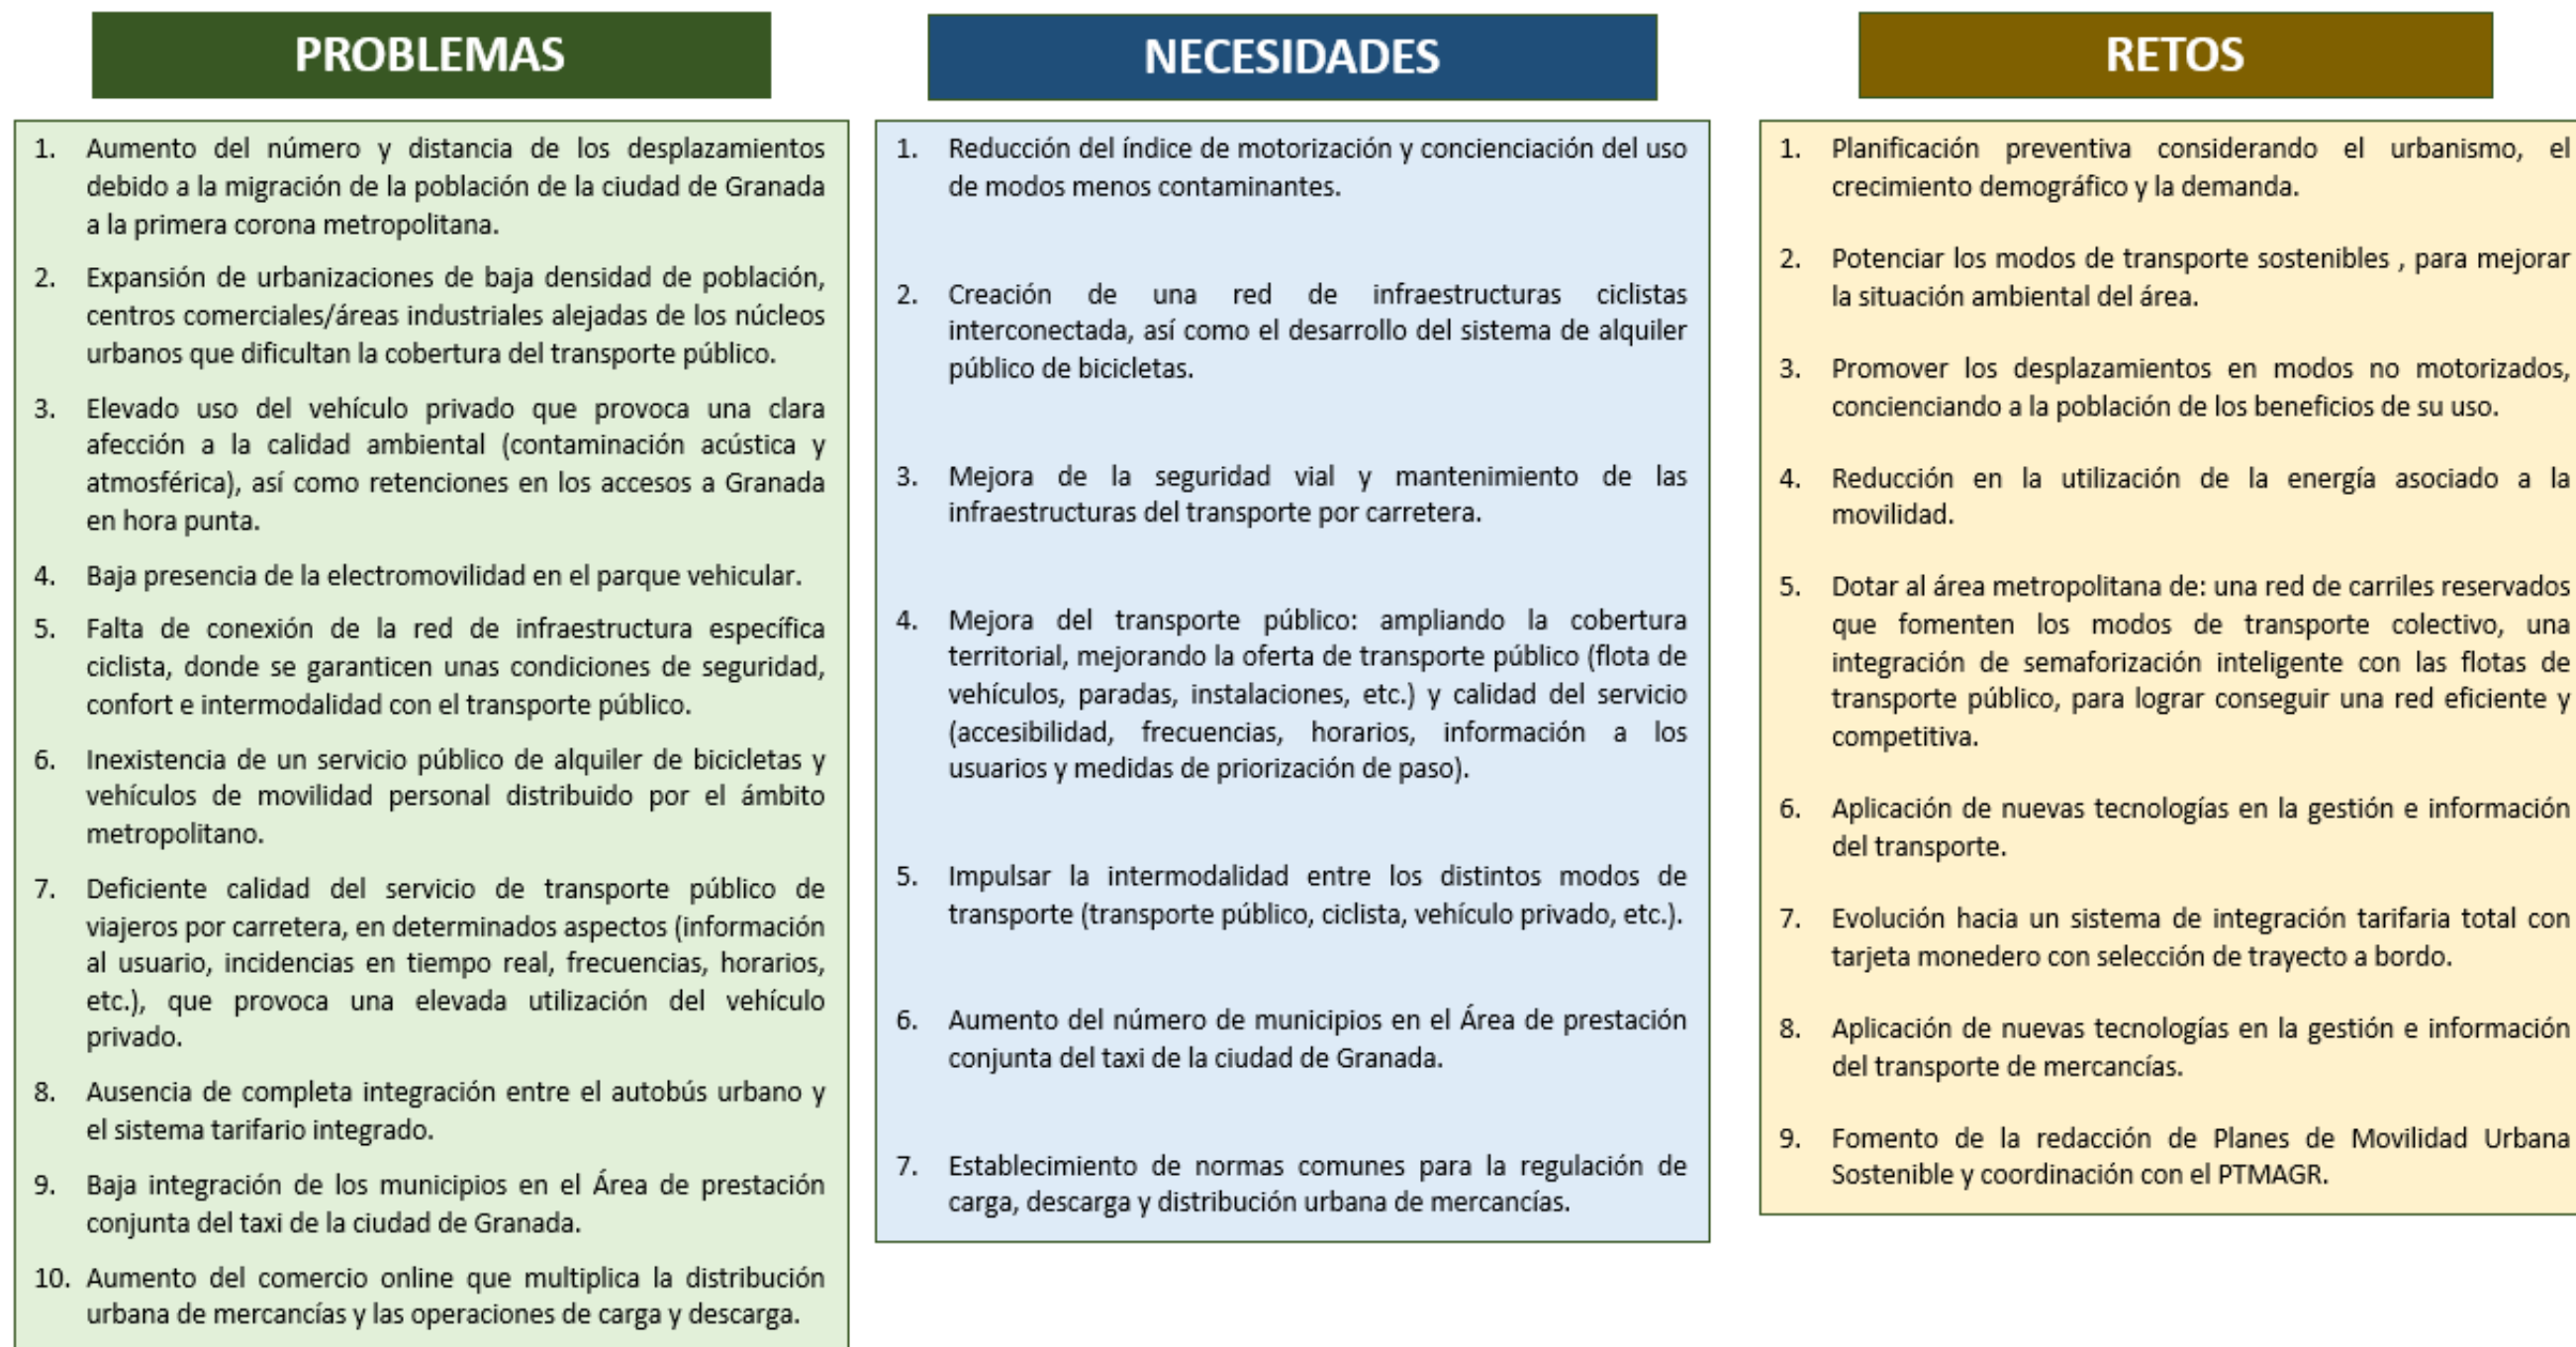 PROBLEMAS
1. Aumento del número y distancia de los desplazamientos
debido a la migración de la población de la ciudad de Granada
a la primera corona metropolitana.
2. Expansión de urbanizaciones de baja densidad de población,
centros comerciales/áreas industriales alejadas de los núcleos
urbanos que dificultan la cobertura del transporte público.
3. Elevado uso del vehículo privado que provoca una clara
afección a la calidad ambiental (contaminación acústica y
atmosférica), así como retenciones en los accesos a Granada
en hora punta.
4. Baja presencia de la electromovilidad en el parque vehicular.
5. Falta de conexión de la red de infraestructura específica
ciclista, donde se garanticen unas condiciones de seguridad,
confort e intermodalidad con el transporte público.
6. Inexistencia de un servicio público de alquiler de bicicletas y
vehículos de movilidad personal distribuido por el ámbito
metropolitano.
7. Deficiente calidad del servicio de transporte público de
viajeros por carretera, en determinados aspectos (información
al usuario, incidencias en tiempo real, frecuencias, horarios,
etc.), que provoca una elevada utilización del vehículo
privado.
8. Ausencia de completa integración entre el autobús urbano y
el sistema tarifario integrado.
9. Baja integración de los municipios en el Área de prestación
conjunta del taxi de la ciudad de Granada.
10. Aumento del comercio online que multiplica la distribución
urbana de mercancías y las operaciones de carga y descarga.
NECESIDADES
1. Reducción del índice de motorización y concienciación del uso
de modos menos contaminantes.
2. Creación de una red de infraestructuras ciclistas
interconectada, así como el desarrollo del sistema de alquiler
público de bicicletas.
3. Mejora de la seguridad vial y mantenimiento de las
infraestructuras del transporte por carretera.
4. Mejora del transporte público: ampliando la cobertura
territorial, mejorando la oferta de transporte público (flota de
vehículos, paradas, instalaciones, etc.) y calidad del servicio
(accesibilidad, frecuencias, horarios, información a los
usuarios y medidas de priorización de paso).
5. Impulsar la intermodalidad entre los distintos modos de
transporte (transporte público, ciclista, vehículo privado, etc.).
6. Aumento del número de municipios en el Área de prestación
conjunta del taxi de la ciudad de Granada.
7. Establecimiento de normas comunes para la regulación de
carga, descarga y distribución urbana de mercancías.
RETOS
1. Planificación preventiva considerando el urbanismo, el
crecimiento demográfico y la demanda.
2. Potenciar los modos de transporte sostenibles , para mejorar
la situación ambiental del área.
3. Promover los desplazamientos en modos no motorizados,
concienciando a la población de los beneficios de su uso.
4. Reducción en la utilización de la energía asociado a la
movilidad.
5. Dotar al área metropolitana de: una red de carriles reservados
que fomenten los modos de transporte colectivo, una
integración de semaforización inteligente con las flotas de
transporte público, para lograr conseguir una red eficiente y
competitiva.
6. Aplicación de nuevas tecnologías en la gestión e información
del transporte.
7. Evolución hacia un sistema de integración tarifaria total con
tarjeta monedero con selección de trayecto a bordo.
8. Aplicación de nuevas tecnologías en la gestión e información
del transporte de mercancías.
9. Fomento de la redacción de Planes de Movilidad Urbana
Sostenible y coordinación con el PTMAGR.